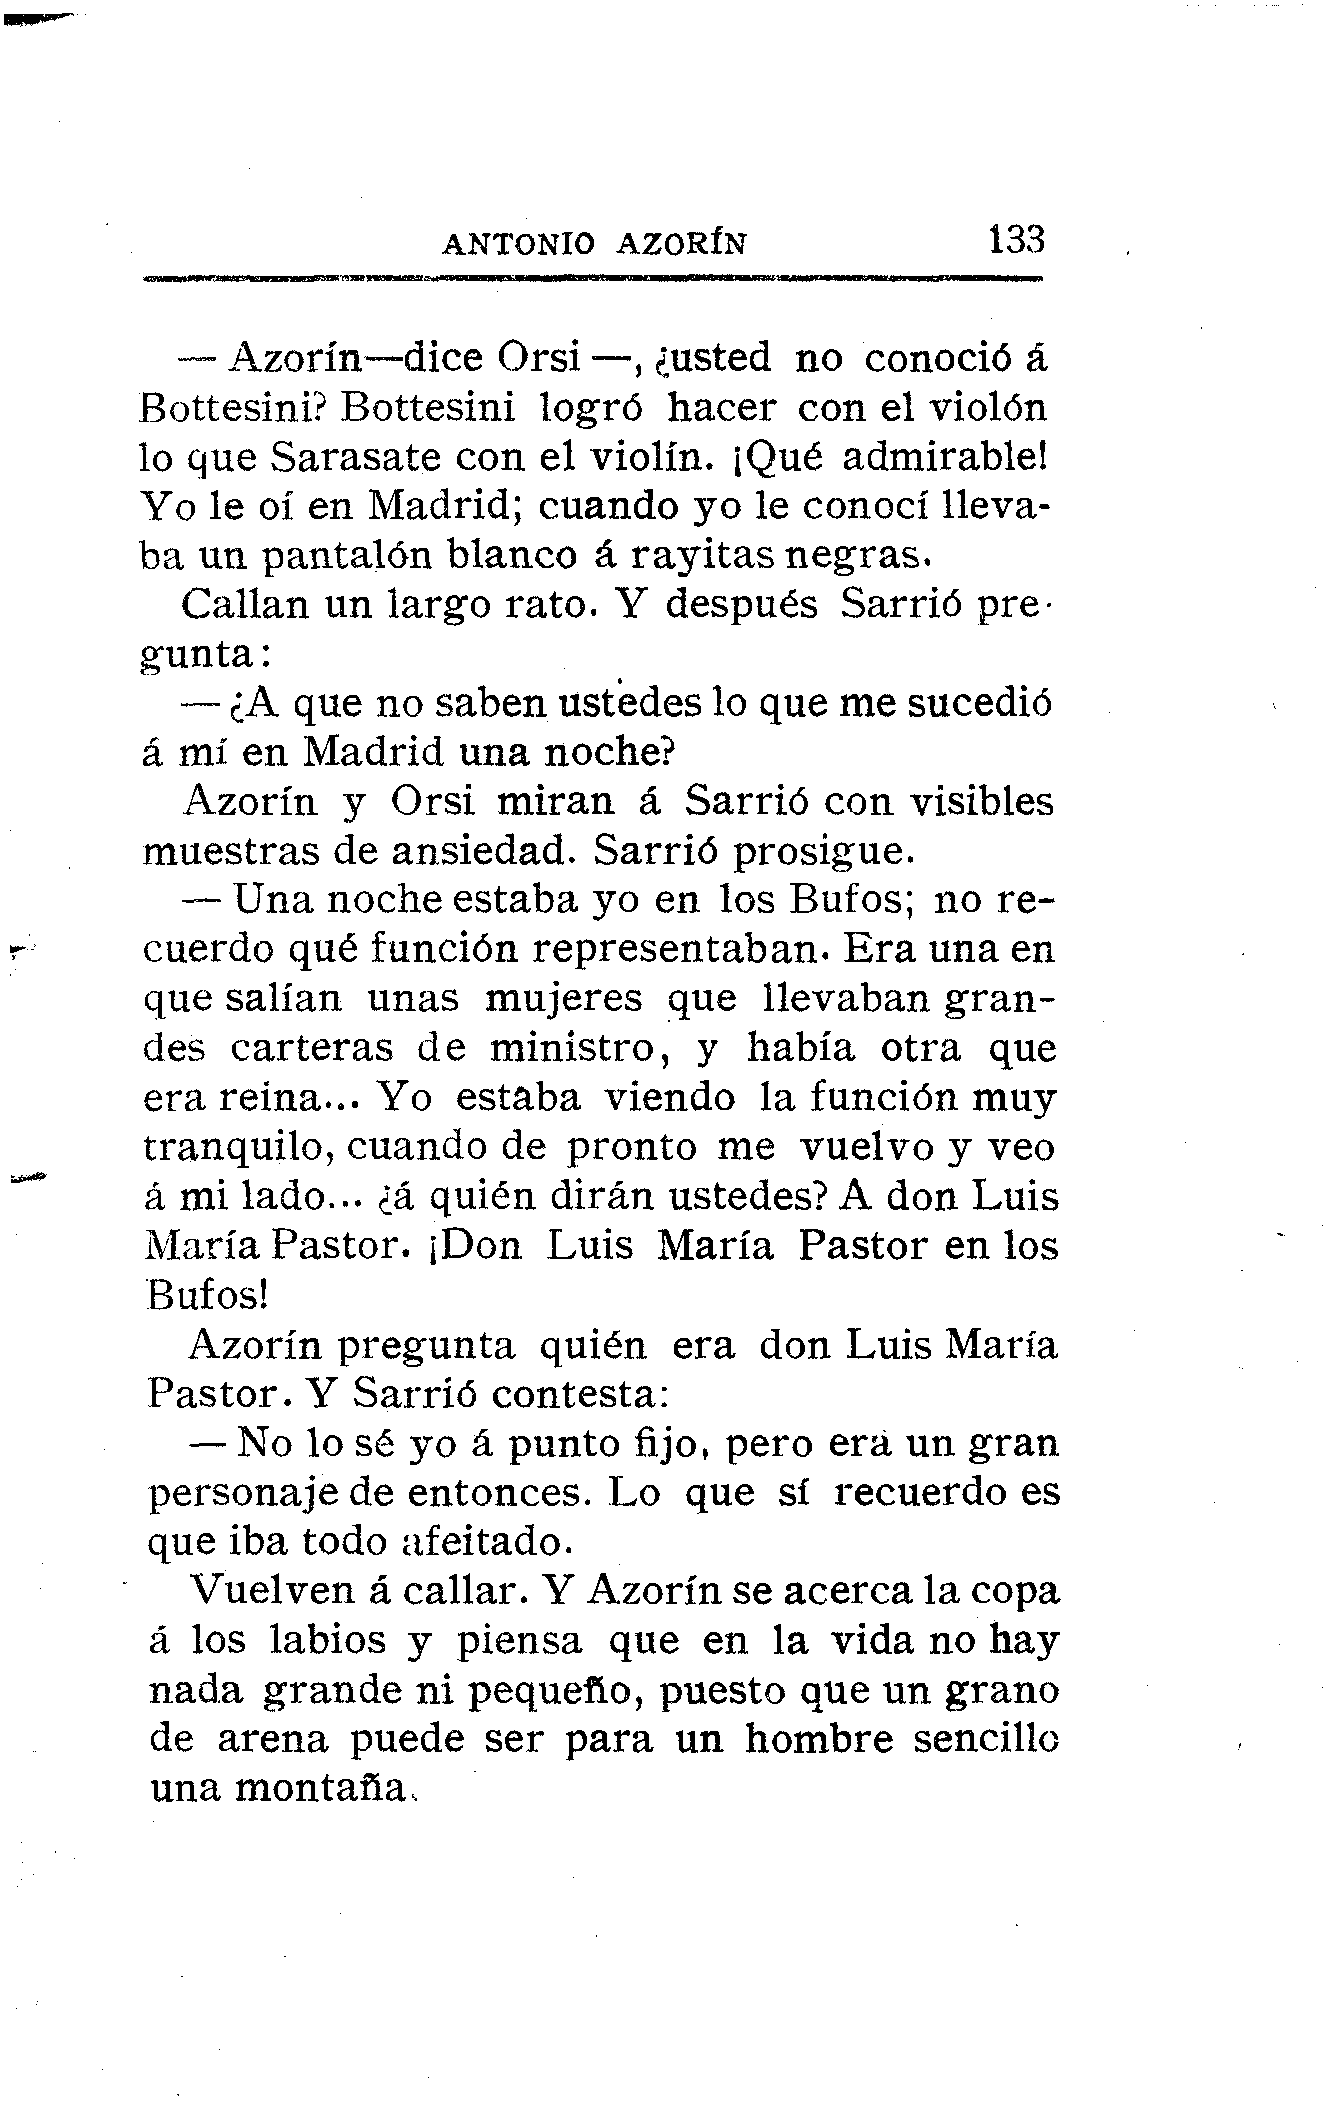 ANTONIO AZORÍN 133
— Azorín—dice Orsi —, ¿usted no conoció á
Bottesini? Bottesini logró hacer con el violón
lo que Sarasate con el violín. ¡Qué admirable!
Yo le oí en Madrid; cuando yo le conocí lleva-
ba un pantalón blanco á rayitas negras.
Callan un largo rato. Y después Sarrió pre-
gunta:
— ¿A que no saben ustedes lo que me sucedió
á mí en Madrid una noche?
Azorín y Orsi miran á Sarrió con visibles
muestras de ansiedad. Sarrió prosigue.
— Una noche estaba yo en los Bufos; no re-
cuerdo qué función representaban. Era una en
que salían unas mujeres que llevaban gran-
des carteras de ministro, y había otra que
era reina... Yo estaba viendo la función muy
tranquilo, cuando de pronto me vuelvo y veo
á mi lado... ¿á quién dirán ustedes? A don Luis
María Pastor. ¡Don Luis María Pastor en los
Bufos!
Azorín pregunta quién era don Luis María
Pastor. Y Sarrió contesta:
— No lo sé yo á punto fijo, pero era un gran
personaje de entonces. Lo que sí recuerdo es
que iba todo afeitado.
Vuelven á callar. Y Azorín se acerca la copa
á los labios y piensa que en la vida no hay
nada grande ni pequeño, puesto que un grano
de arena puede ser para un hombre sencillo
una montaña.